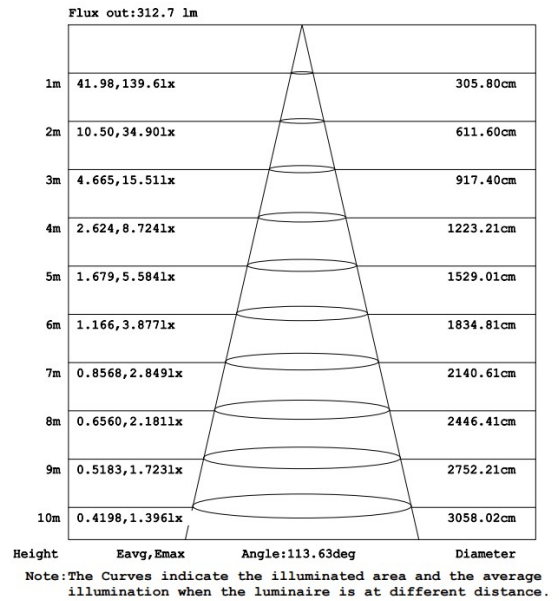 Flux out:312.7 lm
1m 41.98,139.6lx 305.80cm
2m 10.50,34.90lx 611.60cm
3m 4.665,15.51lx 917.40cm
4m 2.624,8.724lx 1223.21cm
5m 1.679,5.584lx 1529.01cm
6m 1.166,3.877lx 1834.81cm
7m 0.8568,2.849lx 2140.61cm
8m 0.6560,2.181lx 2446.41cm
9m 0.5183,1.723lx 2752.21cm
10m 0.4198,1.396lx 3058.02cm
Height Eavg,Emax Angle:113.63deg Diameter
Note:The Curves indicate the illuminated area and the average
illumination when the luminaire is at different distance.